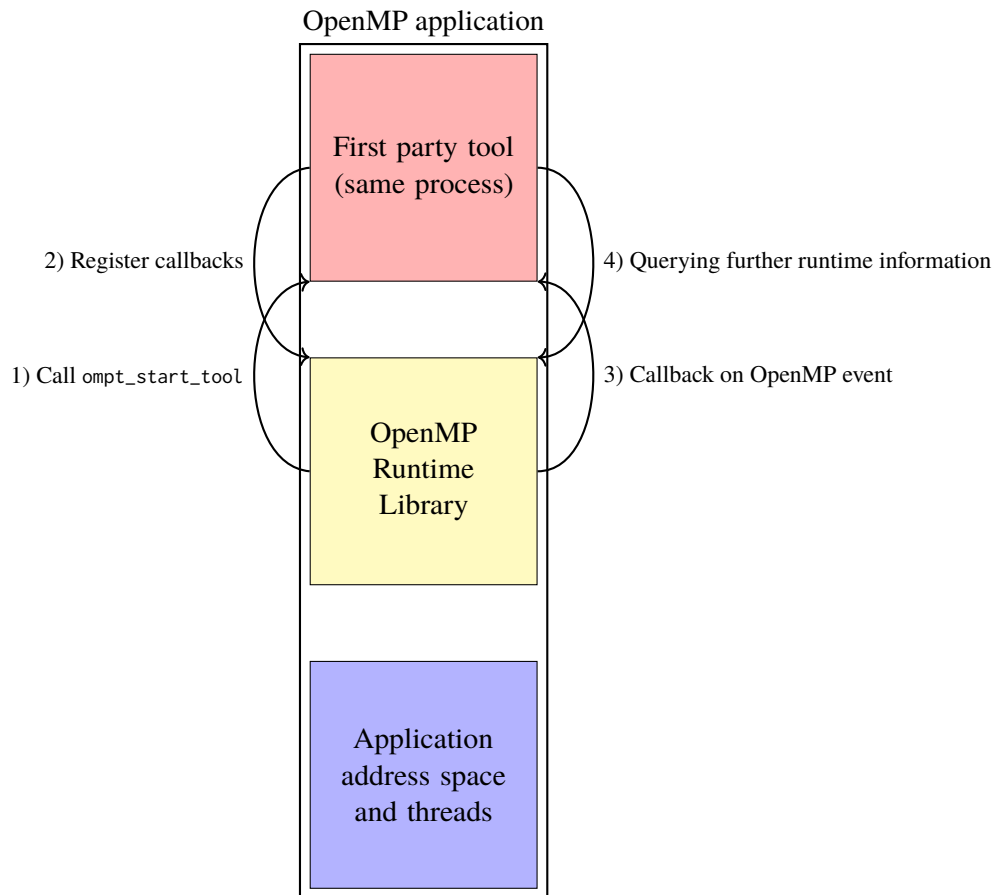 OpenMP application
First party tool
(same process)
2) Register callbacks
4) Querying further runtime information
1) Call ompt_start_tool
3) Callback on OpenMP event
OpenMP
Runtime
Library
Application
address space
and threads